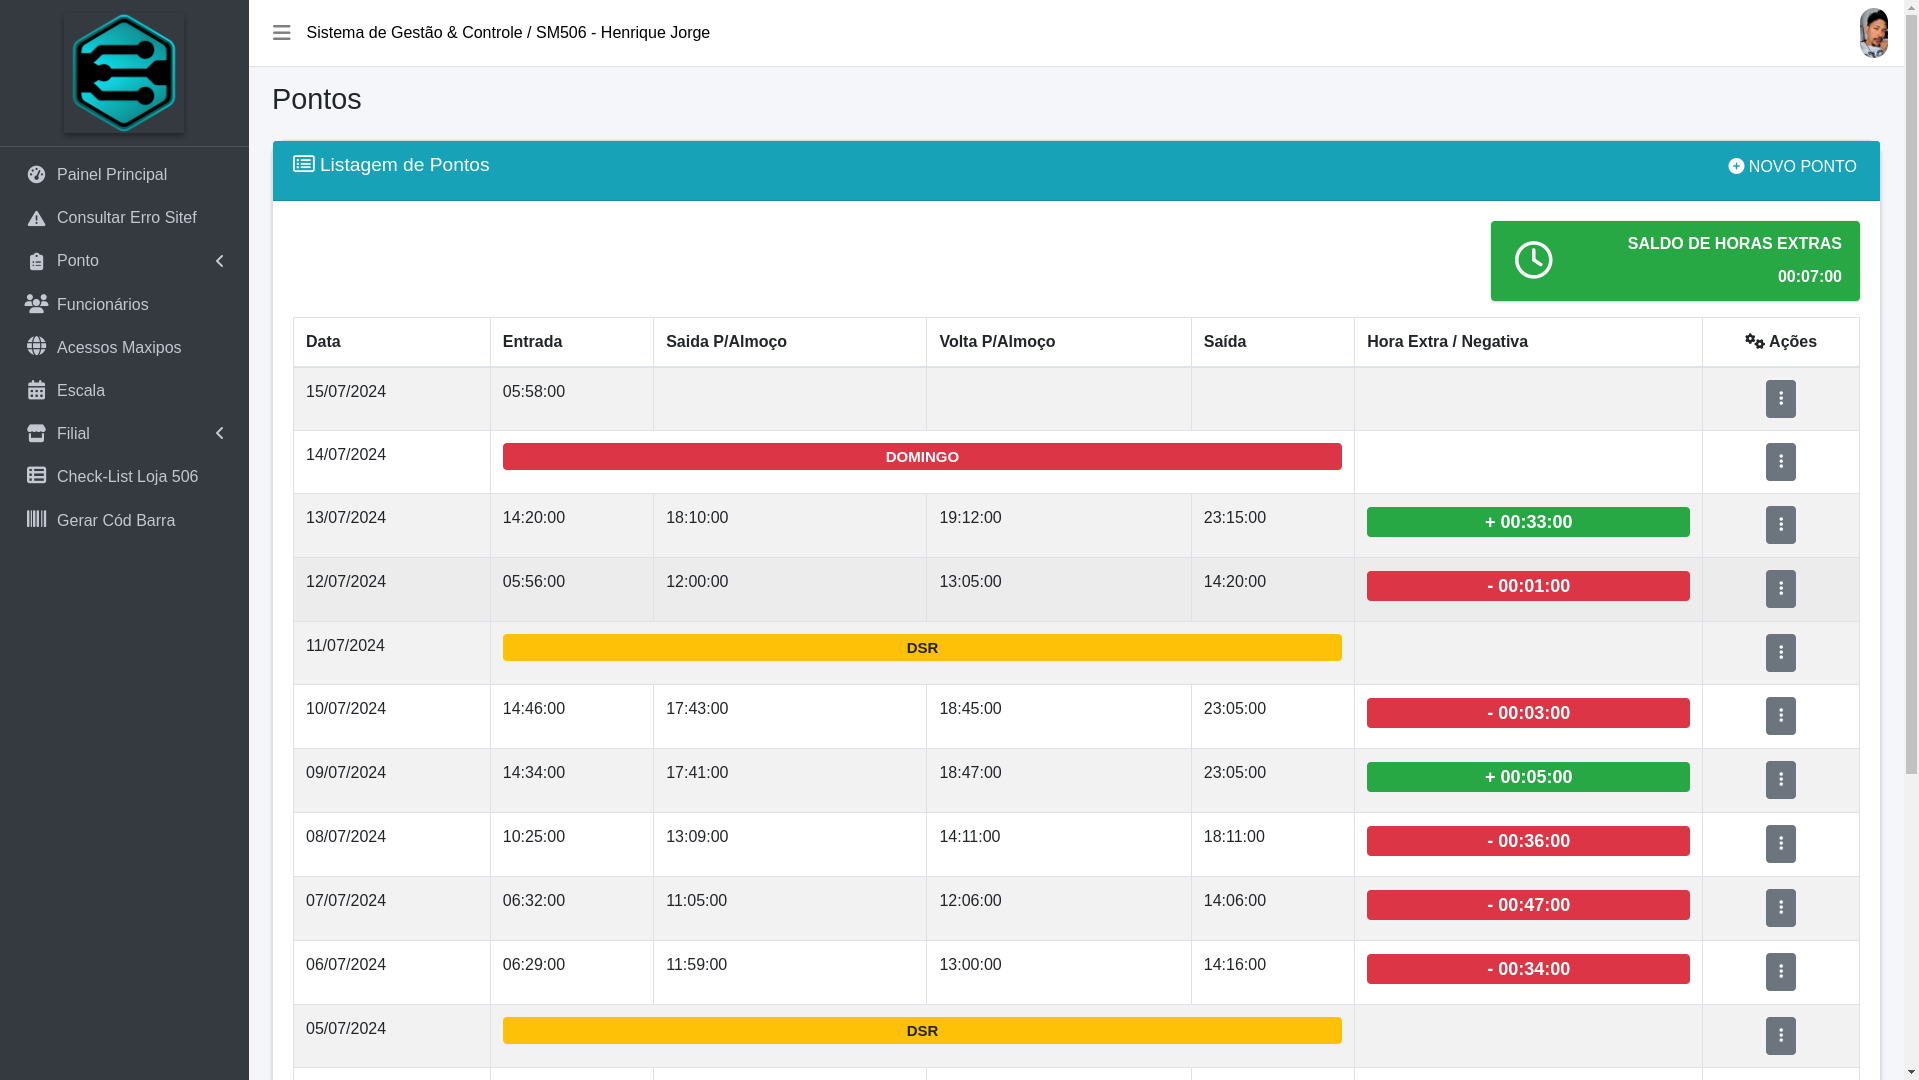 Sistema de Gestão & Controle / SM506 - Henrique Jorge
Painel Principal
Consultar Erro Sitef
Ponto
Funcionários
Acessos Maxipos
Escala
Filial
Check-List Loja 506
Gerar Cód Barra
Pontos
Listagem de Pontos
NOVO PONTO
SALDO DE HORAS EXTRAS
00:07:00
Data Entrada Saida P/Almoço Volta P/Almoço Saída Hora Extra / Negativa Ações
15/07/2024 05:58:00
14/07/2024 DOMINGO
13/07/2024 14:20:00 18:10:00 19:12:00 23:15:00 + 00:33:00
12/07/2024 05:56:00 12:00:00 13:05:00 14:20:00 - 00:01:00
11/07/2024 DSR
10/07/2024 14:46:00 17:43:00 18:45:00 23:05:00 - 00:03:00
09/07/2024 14:34:00 17:41:00 18:47:00 23:05:00 + 00:05:00
08/07/2024 10:25:00 13:09:00 14:11:00 18:11:00 - 00:36:00
07/07/2024 06:32:00 11:05:00 12:06:00 14:06:00 - 00:47:00
06/07/2024 06:29:00 11:59:00 13:00:00 14:16:00 - 00:34:00
05/07/2024 DSR